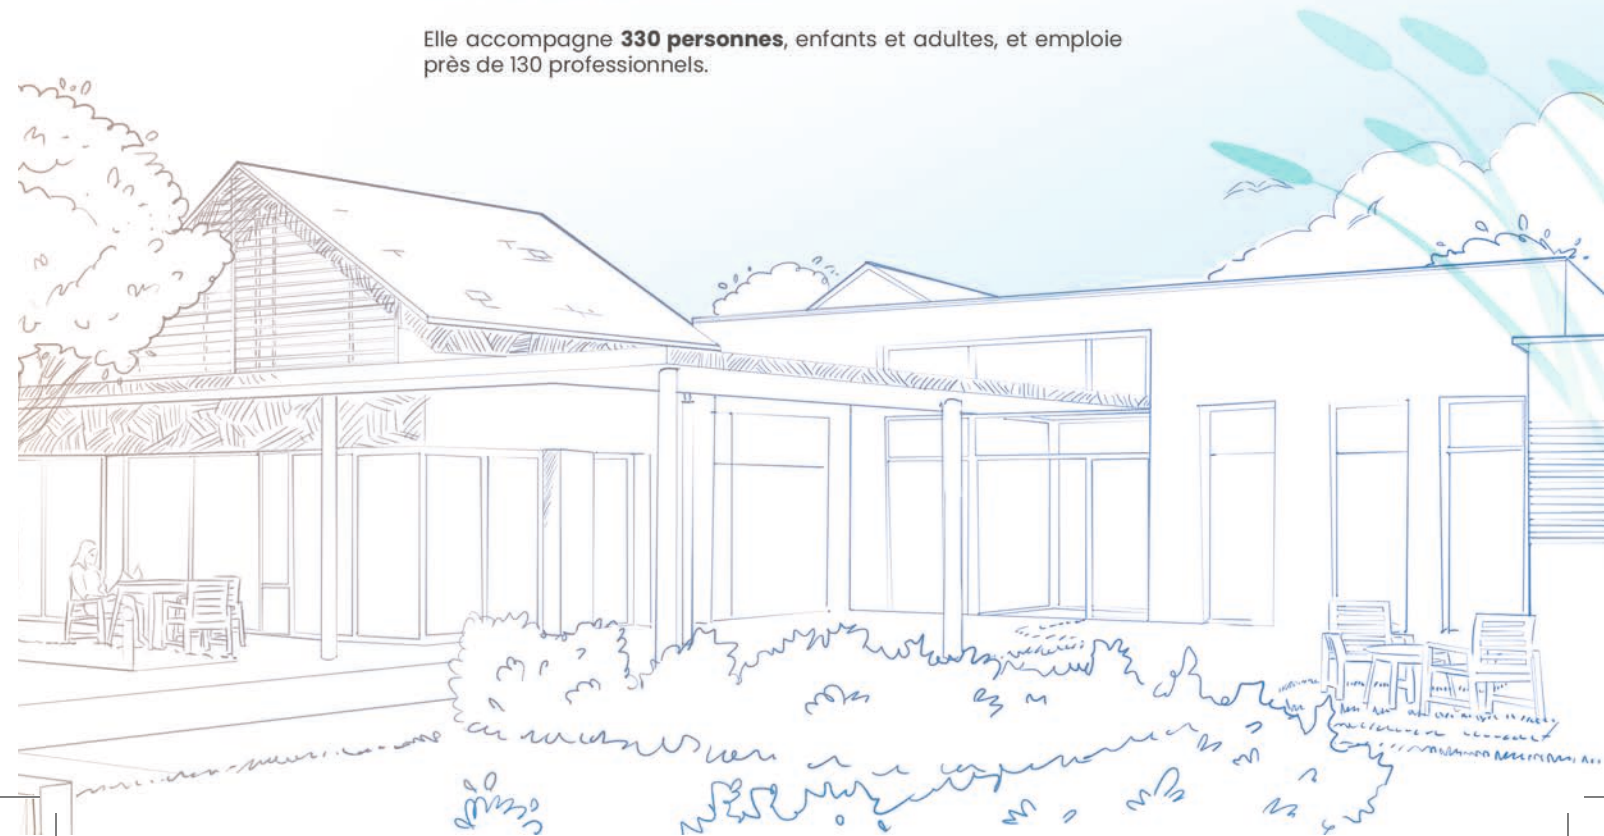 Elle accompagne 330 personnes, enfants et adultes, et emploie
près de 130 professionnels.